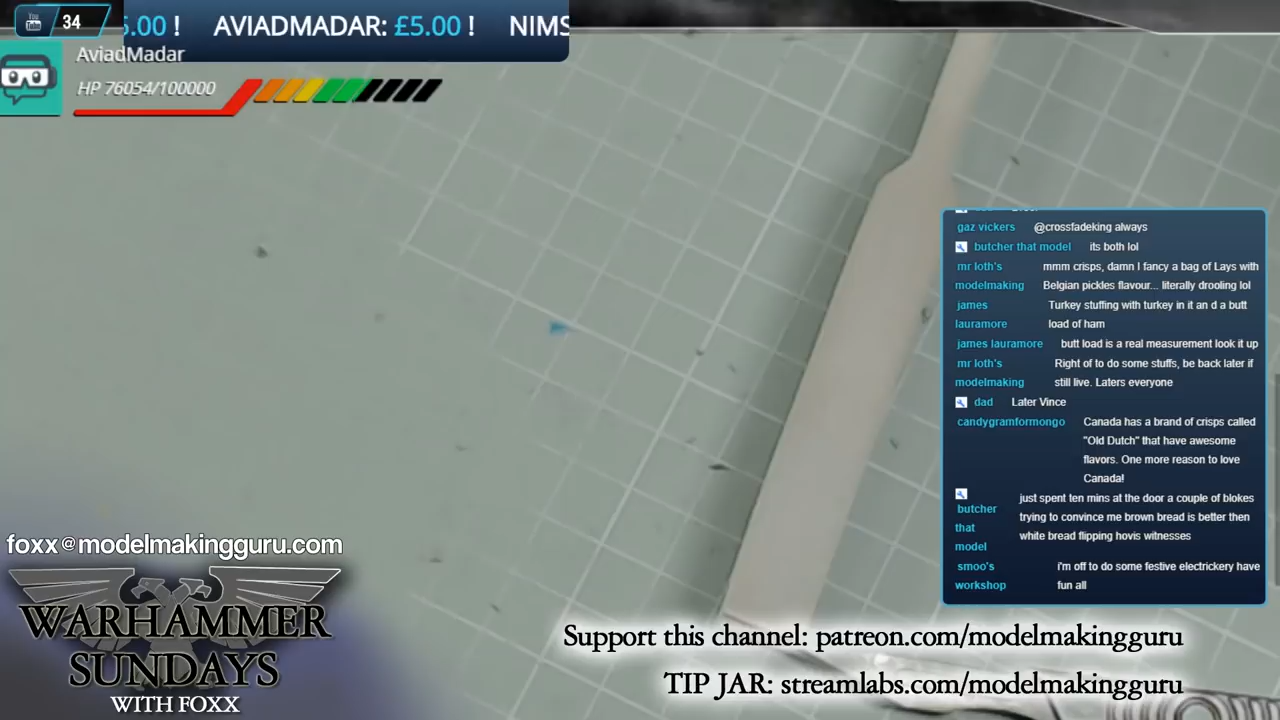 You Tube 34
5.00 ! AVIADMADAR: £5.00 ! NIMS
AviadMadar
HP 76054/100000
gaz vickers @crossfadeking always
butcher that model its both lol
mr loth's mmm crisps, damn I fancy a bag of Lays with
modelmaking Belgian pickles flavour... literally drooling lol
james Turkey stuffing with turkey in it an d a butt
lauramore load of ham
james lauramore butt load is a real measurement look it up
mr loth's Right of to do some stuffs, be back later if
modelmaking still live. Laters everyone
dad Later Vince
candygramformongo Canada has a brand of crisps called
"Old Dutch" that have awesome
flavors. One more reason to love
Canada!
just spent ten mins at the door a couple of blokes
butcher
trying to convince me brown bread is better then
that
white bread flipping hovis witnesses
model
smoo's i'm off to do some festive electrickery have
workshop fun all
foxx@modelmakingguru.com
WARHAMMER
SUNDAYS
WITH FOXX
Support this channel: patreon.com/modelmakingguru
TIP JAR: streamlabs.com/modelmakingguru